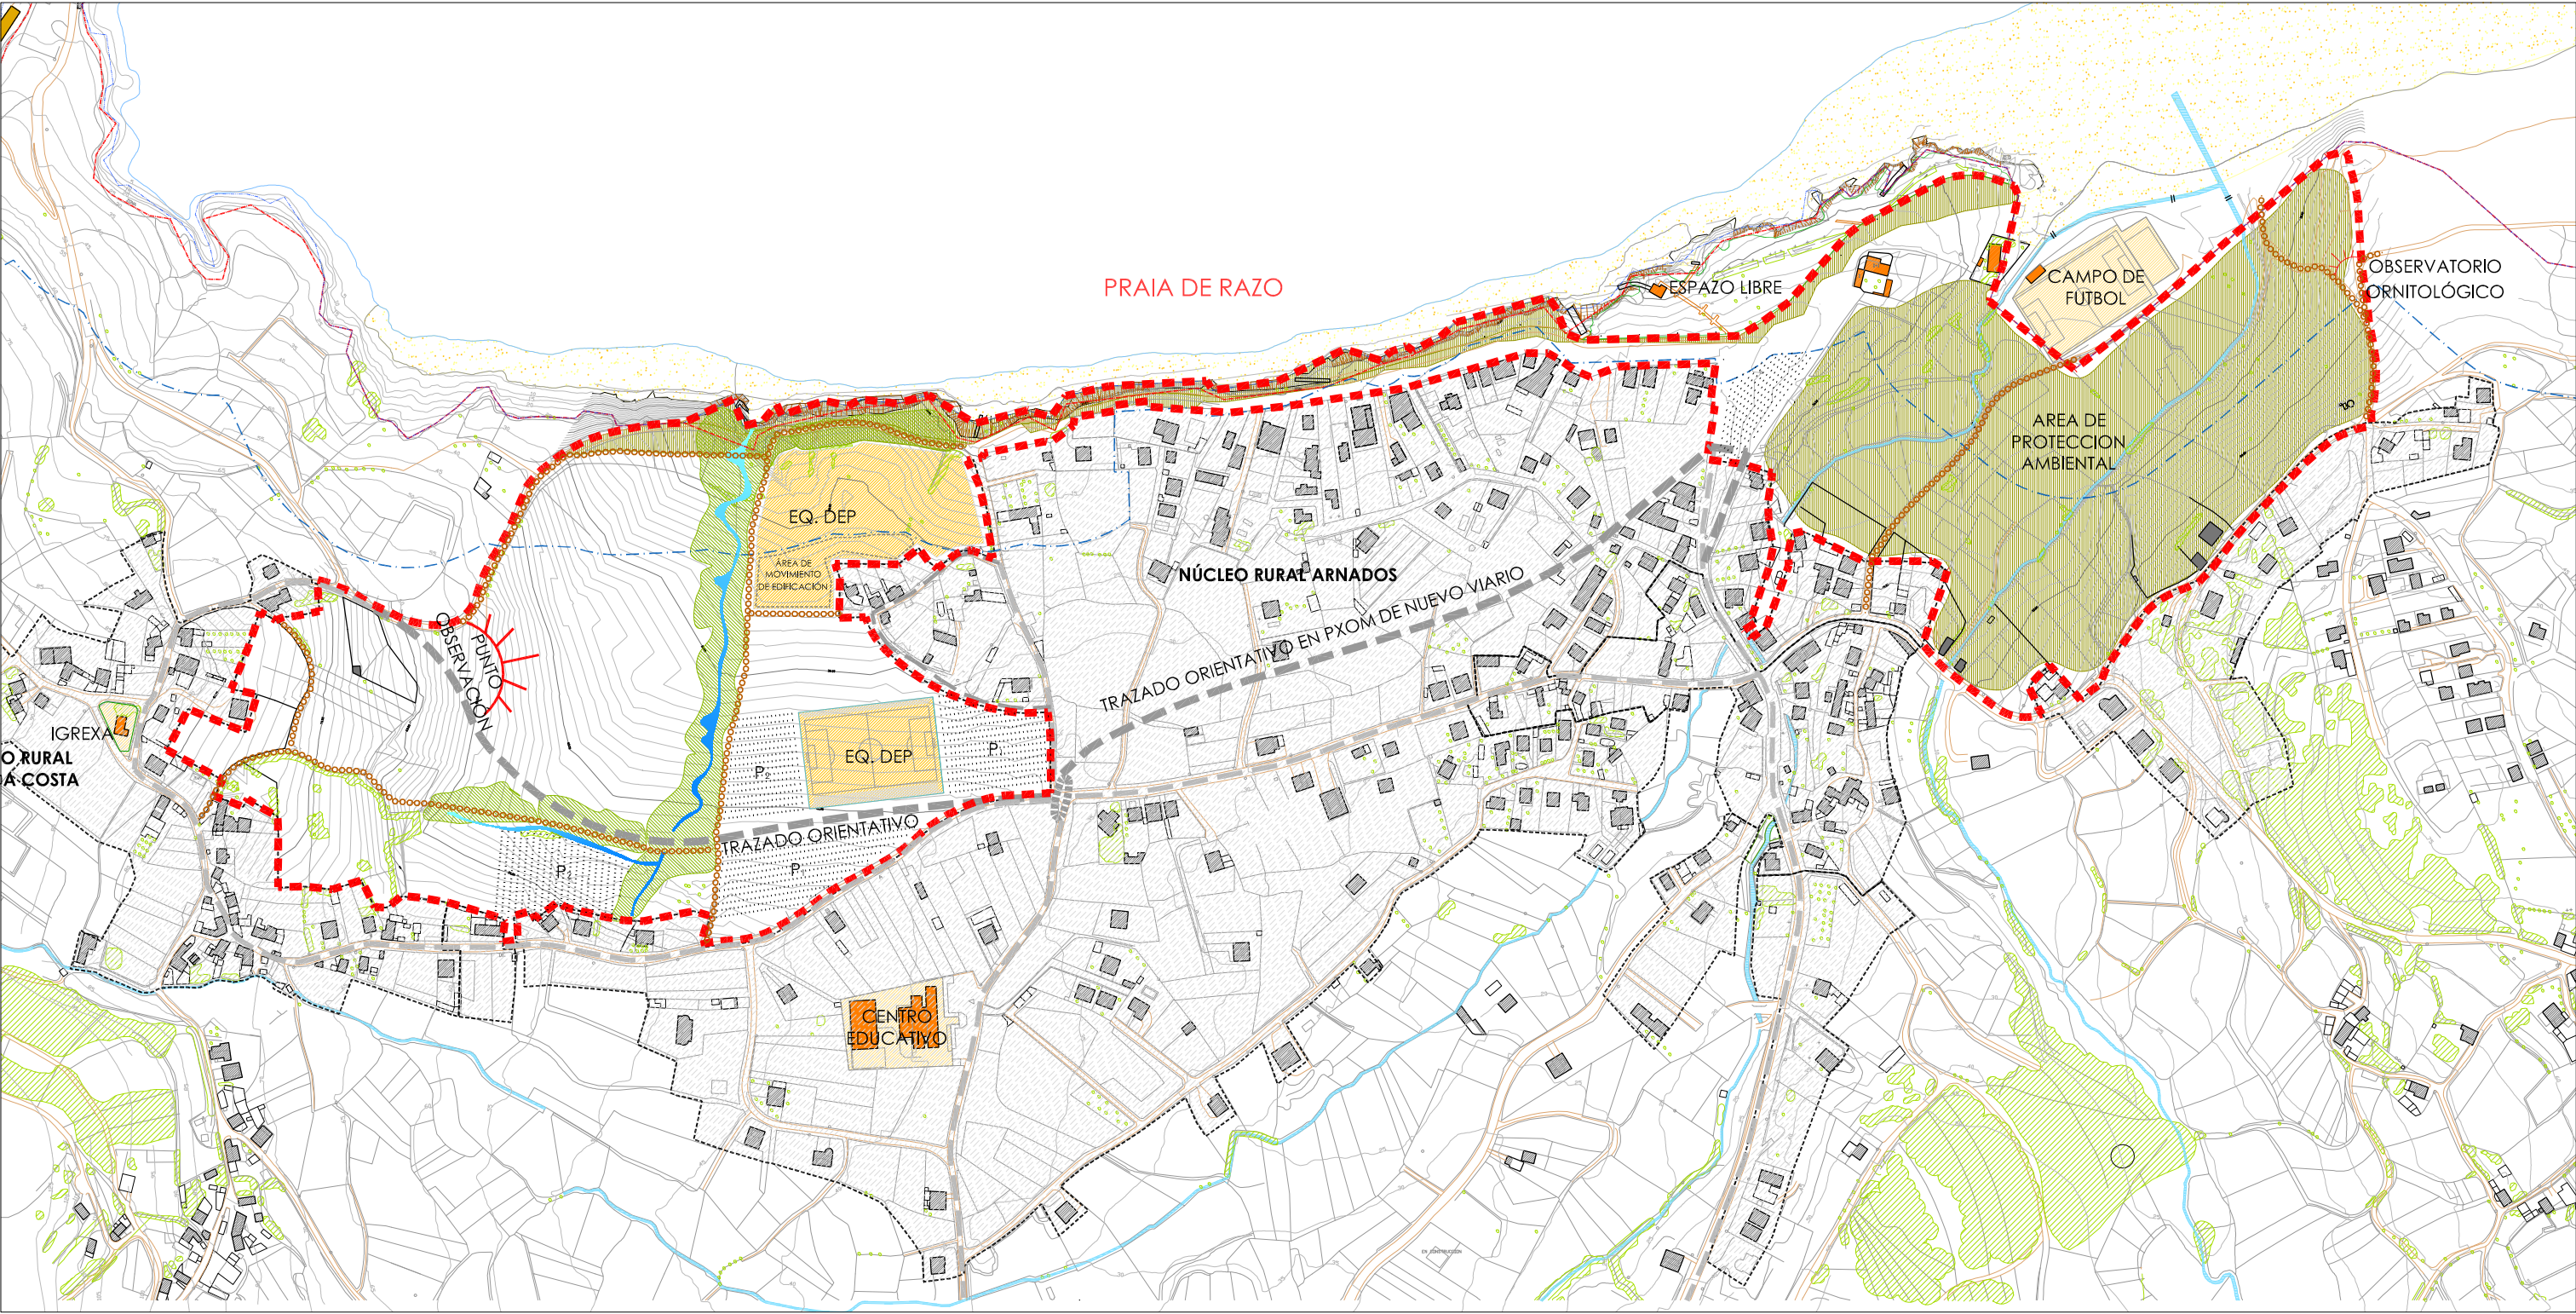 PRAIA DE RAZO
ESPAZO LIBRE
CAMPO DE
FUTBOL
OBSERVATORIO
ORNITOLÓGICO
AREA DE
PROTECCION
AMBIENTAL
EQ. DEP
ÁREA DE
MOVIMIENTO
DE EDIFICACIÓN
NÚCLEO RURAL ARNADOS
TRAZADO ORIENTATIVO EN PXOM DE NUEVO VIARIO
PUNTO
OBSERVACIÓN
IGREXA
O RURAL
A COSTA
EQ. DEP
TRAZADO ORIENTATIVO
CENTRO
EDUCATIVO
EN CONSTRUCCION